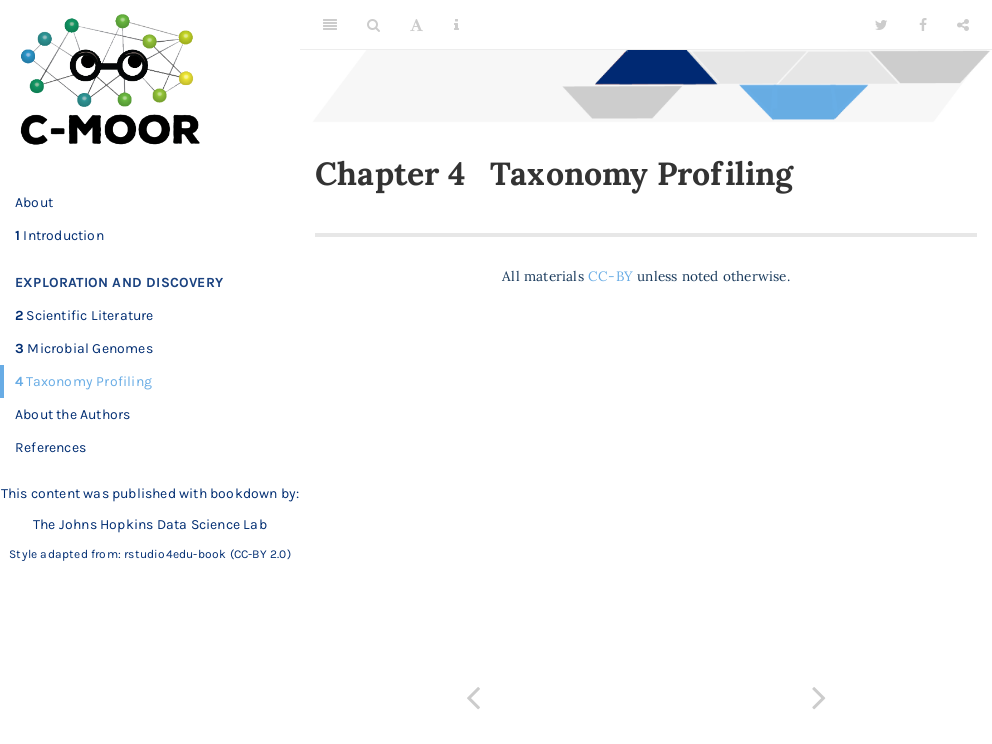 C-MOOR
About
1 Introduction
EXPLORATION AND DISCOVERY
2 Scientific Literature
3 Microbial Genomes
4 Taxonomy Profiling
About the Authors
References
This content was published with bookdown by:
The Johns Hopkins Data Science Lab
Style adapted from: rstudio4edu-book (CC-BY 2.0)
Chapter 4 Taxonomy Profiling
All materials CC-BY unless noted otherwise.